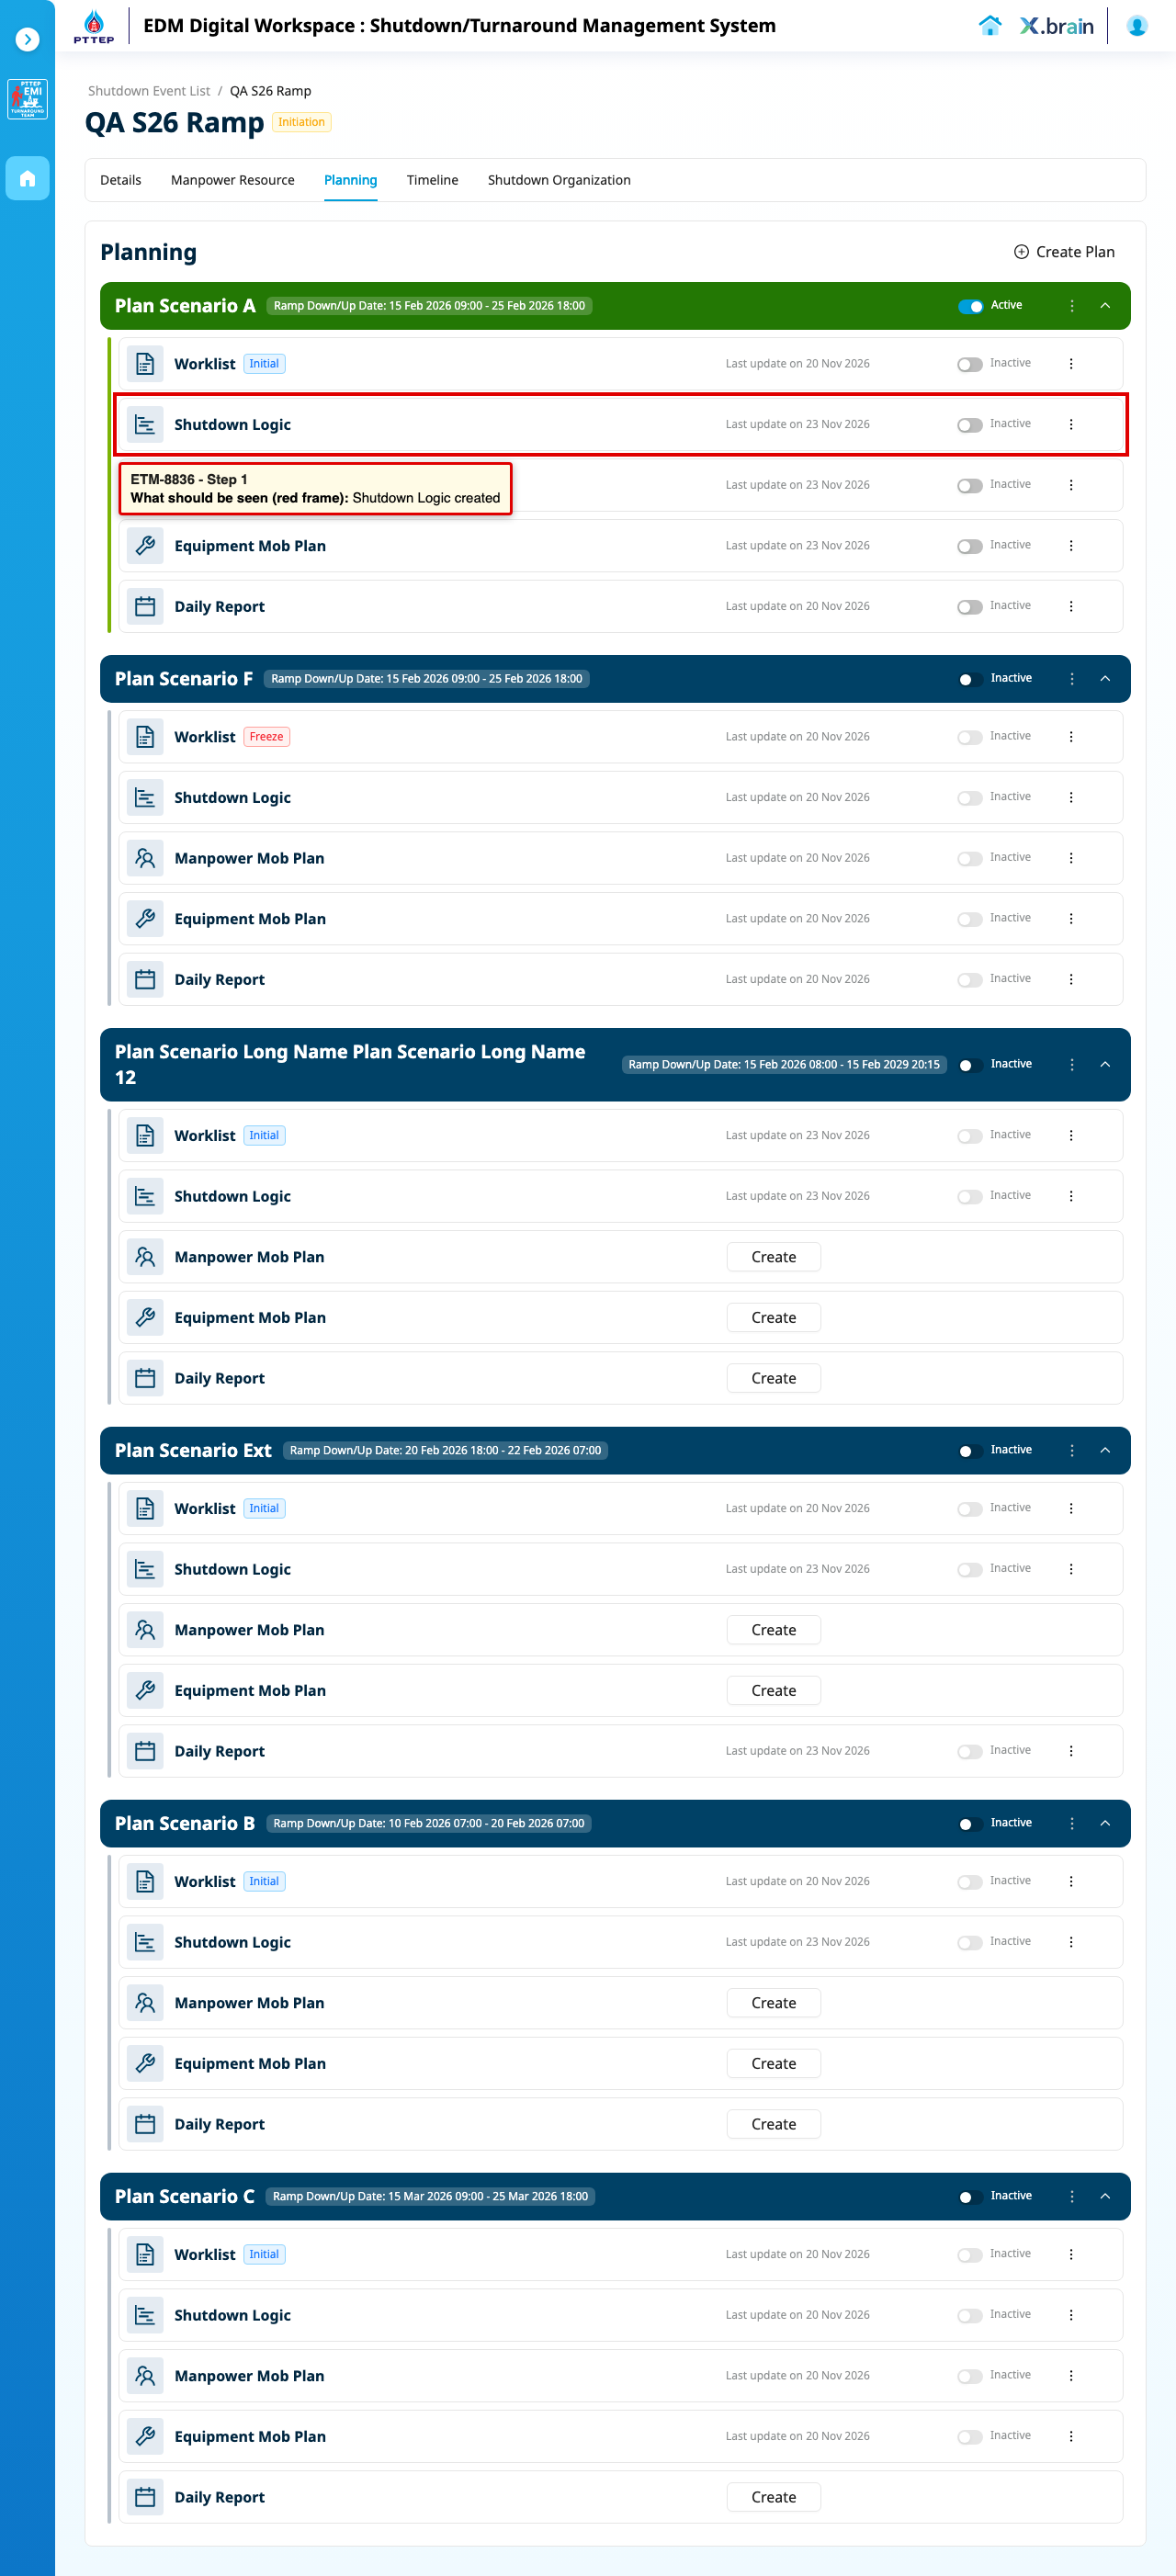 PTTEP
EDM Digital Workspace : Shutdown/Turnaround Management System
X.brain
PTTEP
EMI
TURNAROUND
TEAM
Shutdown Event List / QA S26 Ramp
QA S26 Ramp Initiation
Details Manpower Resource Planning Timeline Shutdown Organization
Planning Create Plan
Plan Scenario A Ramp Down/Up Date: 15 Feb 2026 09:00 - 25 Feb 2026 18:00 Active
Worklist Initial Last update on 20 Nov 2026 Inactive
Shutdown Logic Last update on 23 Nov 2026 Inactive
ETM-8836 - Step 1
What should be seen (red frame): Shutdown Logic created
Last update on 23 Nov 2026 Inactive
Equipment Mob Plan Last update on 23 Nov 2026 Inactive
Daily Report Last update on 20 Nov 2026 Inactive
Plan Scenario F Ramp Down/Up Date: 15 Feb 2026 09:00 - 25 Feb 2026 18:00 Inactive
Worklist Freeze Last update on 20 Nov 2026 Inactive
Shutdown Logic Last update on 20 Nov 2026 Inactive
Manpower Mob Plan Last update on 20 Nov 2026 Inactive
Equipment Mob Plan Last update on 20 Nov 2026 Inactive
Daily Report Last update on 20 Nov 2026 Inactive
Plan Scenario Long Name Plan Scenario Long Name
12
Ramp Down/Up Date: 15 Feb 2026 08:00 - 15 Feb 2029 20:15 Inactive
Worklist Initial Last update on 23 Nov 2026 Inactive
Shutdown Logic Last update on 23 Nov 2026 Inactive
Manpower Mob Plan Create
Equipment Mob Plan Create
Daily Report Create
Plan Scenario Ext Ramp Down/Up Date: 20 Feb 2026 18:00 - 22 Feb 2026 07:00 Inactive
Worklist Initial Last update on 20 Nov 2026 Inactive
Shutdown Logic Last update on 23 Nov 2026 Inactive
Manpower Mob Plan Create
Equipment Mob Plan Create
Daily Report Last update on 23 Nov 2026 Inactive
Plan Scenario B Ramp Down/Up Date: 10 Feb 2026 07:00 - 20 Feb 2026 07:00 Inactive
Worklist Initial Last update on 20 Nov 2026 Inactive
Shutdown Logic Last update on 23 Nov 2026 Inactive
Manpower Mob Plan Create
Equipment Mob Plan Create
Daily Report Create
Plan Scenario C Ramp Down/Up Date: 15 Mar 2026 09:00 - 25 Mar 2026 18:00 Inactive
Worklist Initial Last update on 20 Nov 2026 Inactive
Shutdown Logic Last update on 20 Nov 2026 Inactive
Manpower Mob Plan Last update on 20 Nov 2026 Inactive
Equipment Mob Plan Last update on 20 Nov 2026 Inactive
Daily Report Create